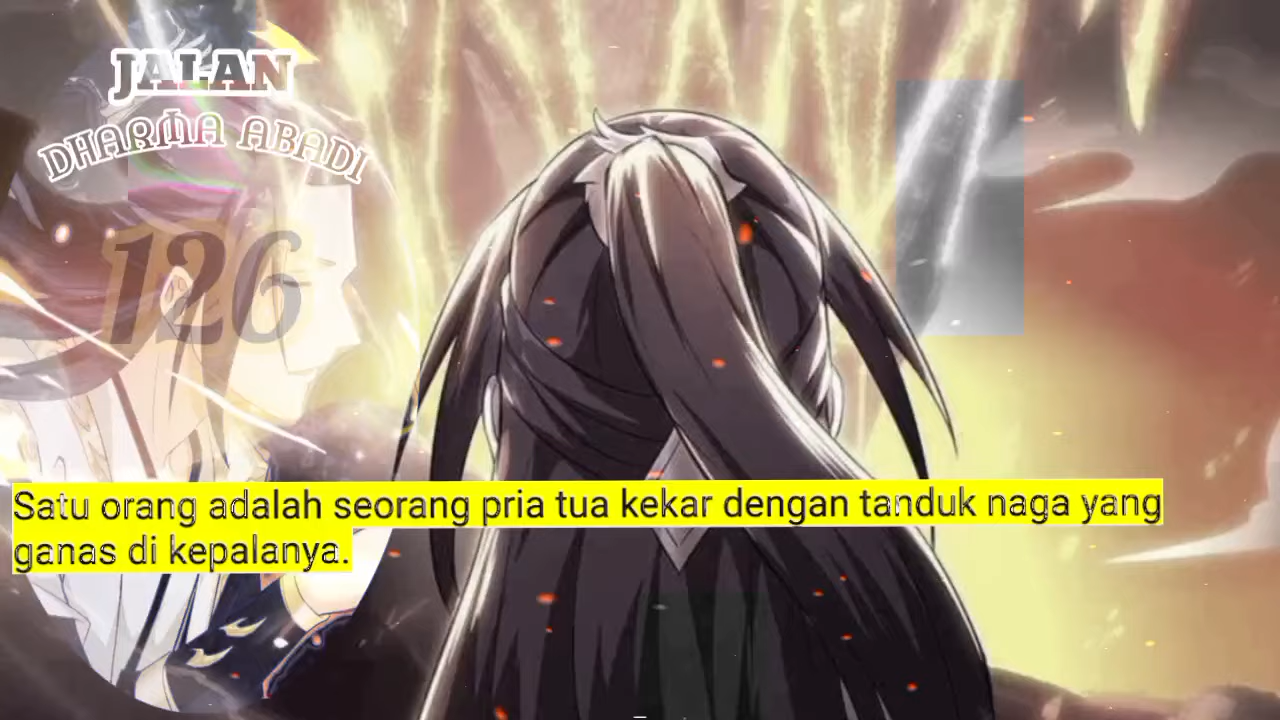 JALAN
DHARMA ABADI
126
Satu orang adalah seorang pria tua kekar dengan tanduk naga yang
ganas di kepalanya.